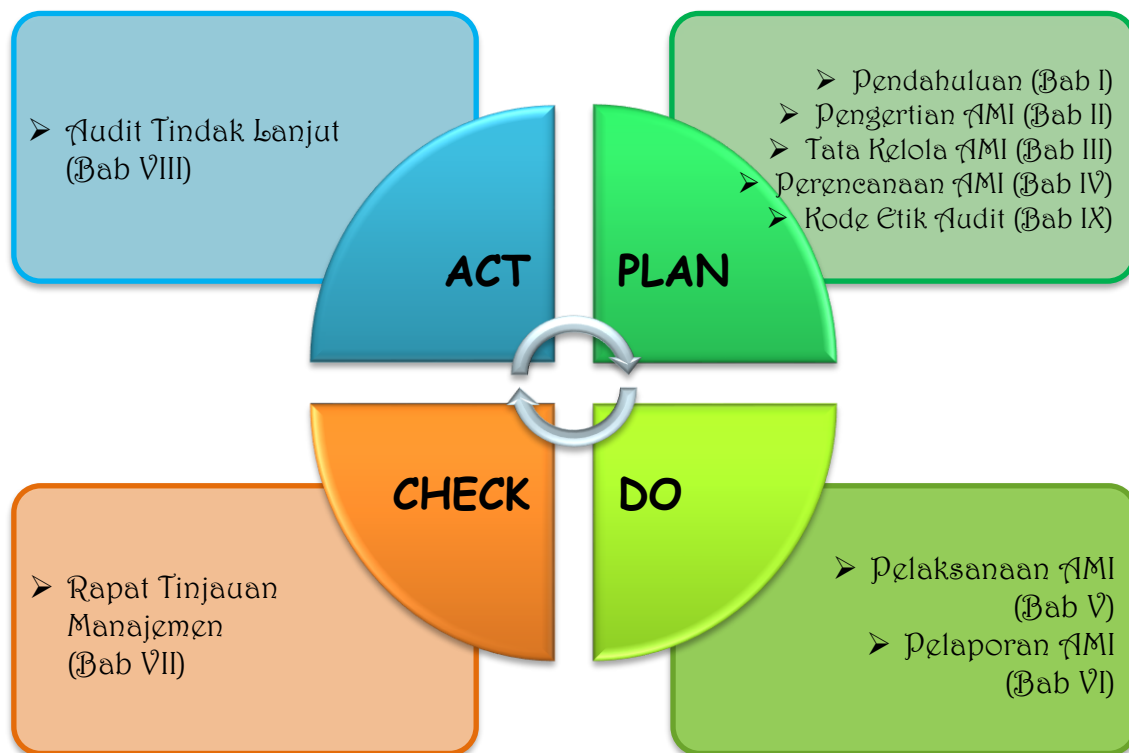 ➢ Audit Tindak Lanjut
(Bab VIII)
ACT
➢ Pendahuluan (Bab I)
➢ Pengertian AMI (Bab II)
➢ Tata Kelola AMI (Bab III)
➢ Perencanaan AMI (Bab IV)
➢ Kode Etik Audit (Bab IX)
PLAN
CHECK
➢ Rapat Tinjauan
Manajemen
(Bab VII)
DO
➢ Pelaksanaan AMI
(Bab V)
➢ Pelaporan AMI
(Bab VI)